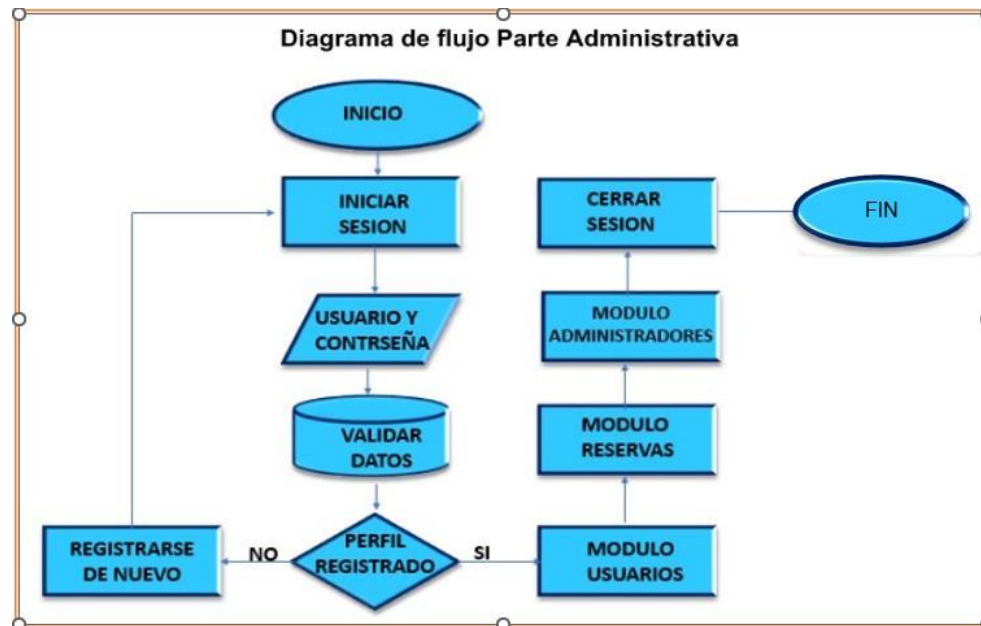 Diagrama de flujo Parte Administrativa
INICIO
INICIAR
SESION
USUARIO Y
CONTRSEÑA
VALIDAR
DATOS
PERFIL
REGISTRADO
NO
REGISTRARSE
DE NUEVO
SI
MODULO
USUARIOS
MODULO
RESERVAS
MODULO
ADMINISTRADORES
CERRAR
SESION
FIN